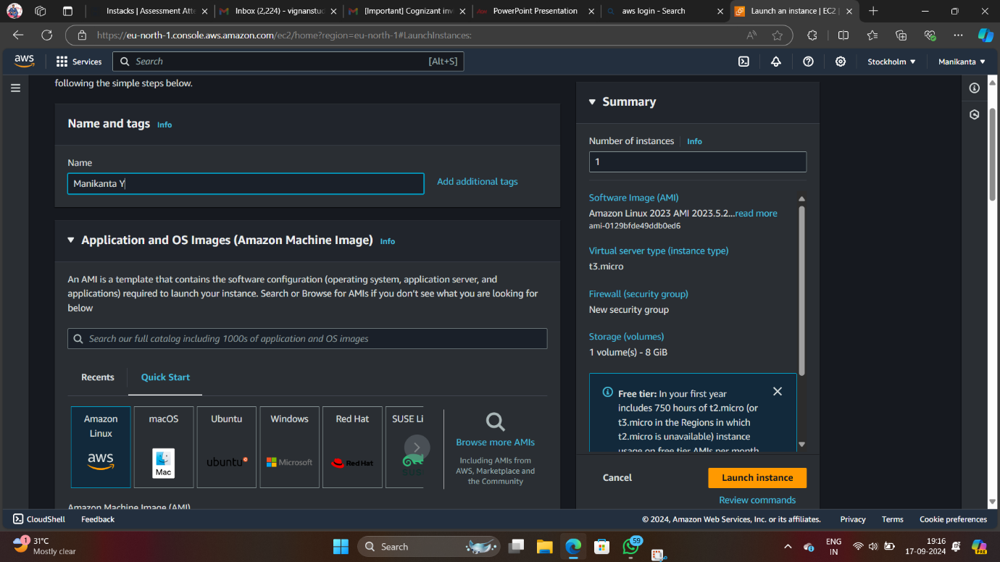 Instacks | Assessment Atte
Inbox (2,224) - vignanstud
[Important] Cognizant inv
PowerPoint Presentation
aws login - Search
Launch an instance | EC2 |
https://eu-north-1.console.aws.amazon.com/ec2/home?region=eu-north-1#LaunchInstances:
aws
Services
Search
[Alt+S]
Stockholm
Manikanta
following the simple steps below.
Name and tags Info
Name
Manikanta Y
Add additional tags
Application and OS Images (Amazon Machine Image) Info
An AMI is a template that contains the software configuration (operating system, application server, and
applications) required to launch your instance. Search or Browse for AMIs if you don't see what you are looking for
below
Search our full catalog including 1000s of application and OS images
Recents
Quick Start
Amazon
Linux
aws
macOS
Mac
Ubuntu
ubuntu
Windows
Microsoft
Red Hat
Red Hat
SUSE Li
Browse more AMIs
Including AMIs from
AWS, Marketplace and
the Community
Amazon Machine Image (AMI)
Summary
Number of instances Info
1
Software Image (AMI)
Amazon Linux 2023 AMI 2023.5.2...read more
ami-0129bfde49ddb0ed6
Virtual server type (instance type)
t3.micro
Firewall (security group)
New security group
Storage (volumes)
1 volume(s) - 8 GiB
Free tier: In your first year
includes 750 hours of t2.micro (or
t3.micro in the Regions in which
t2.micro is unavailable) instance
usage on free tier AMIs per month
Cancel
Launch instance
Review commands
CloudShell
Feedback
© 2024, Amazon Web Services, Inc. or its affiliates.
Privacy
Terms
Cookie preferences
1
31°C
Mostly clear
Search
59
ENG
IN
19:16
17-09-2024
PRE